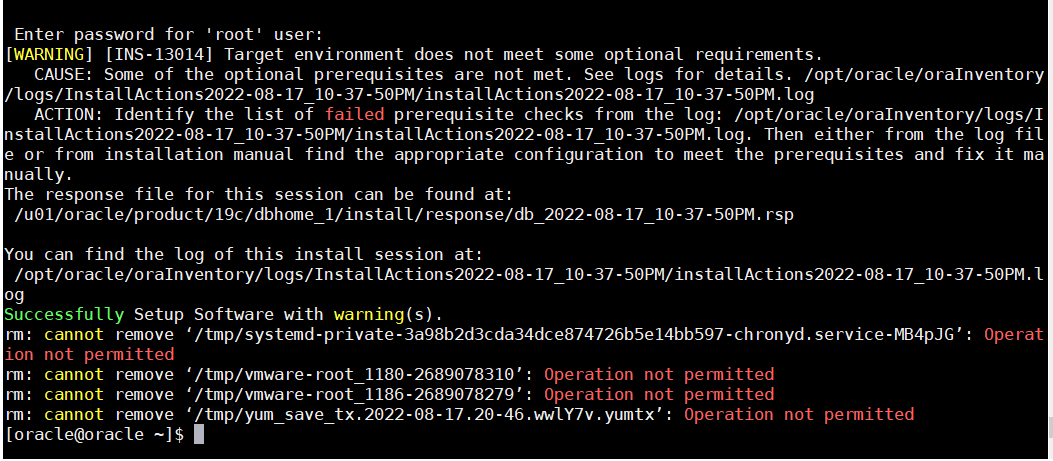 Enter password for 'root' user:
[WARNING] [INS-13014] Target environment does not meet some optional requirements.
CAUSE: Some of the optional prerequisites are not met. See logs for details. /opt/oracle/oraInventory
/logs/InstallActions2022-08-17_10-37-50PM/installActions2022-08-17_10-37-50PM.log
ACTION: Identify the list of failed prerequisite checks from the log: /opt/oracle/oraInventory/logs/I
nstallActions2022-08-17_10-37-50PM/installActions2022-08-17_10-37-50PM.log. Then either from the log fil
e or from installation manual find the appropriate configuration to meet the prerequisites and fix it ma
nually.
The response file for this session can be found at:
/u01/oracle/product/19c/dbhome_1/install/response/db_2022-08-17_10-37-50PM.rsp
You can find the log of this install session at:
/opt/oracle/oraInventory/logs/InstallActions2022-08-17_10-37-50PM/installActions2022-08-17_10-37-50PM.l
og
Successfully Setup Software with warning(s).
rm: cannot remove ‘/tmp/systemd-private-3a98b2d3cda34dce874726b5e14bb597-chronyd.service-MB4pJG’: Operat
ion not permitted
rm: cannot remove ‘/tmp/vmware-root_1180-2689078310’: Operation not permitted
rm: cannot remove ‘/tmp/vmware-root_1186-2689078279’: Operation not permitted
rm: cannot remove ‘/tmp/yum_save_tx.2022-08-17.20-46.wwlY7v.yumtx’: Operation not permitted
[oracle@oracle ~]$